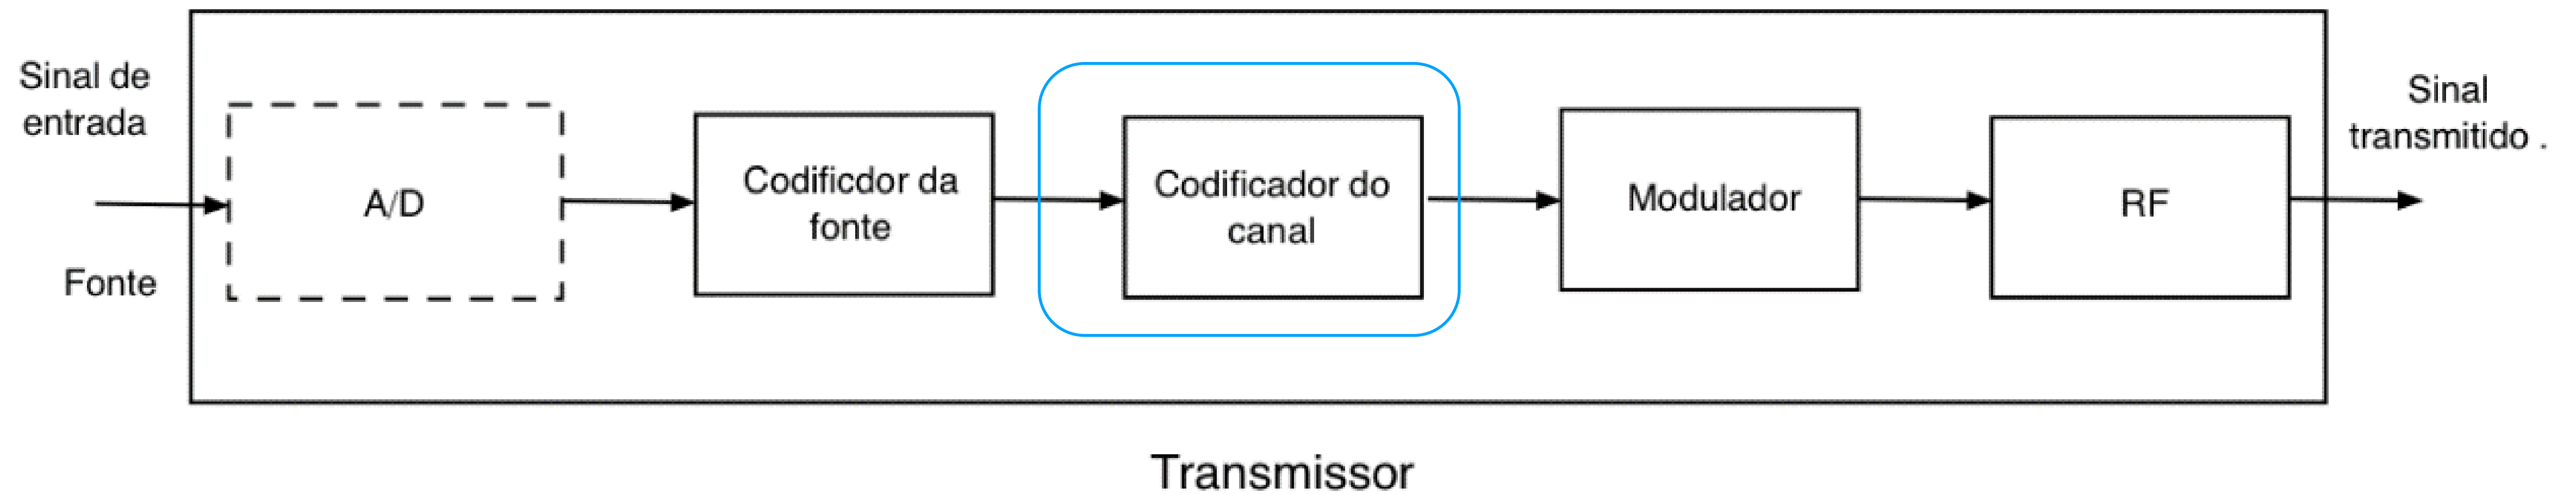 Sinal de
entrada
Fonte
A/D
Codificdor da
fonte
Codificador do
canal
Modulador
RF
Sinal
transmitido .
Transmissor